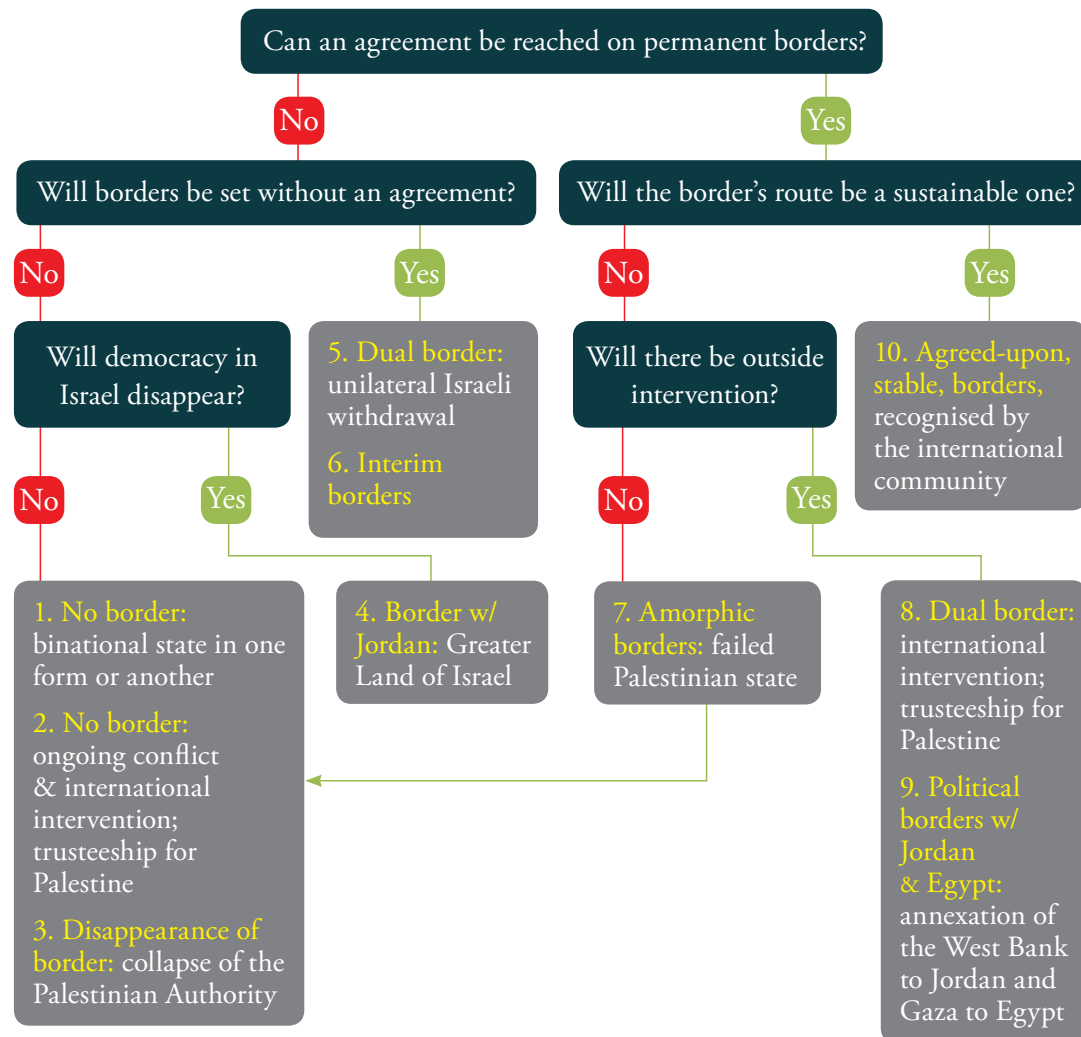 Can an agreement be reached on permanent borders?
No
Yes
Will borders be set without an agreement?
Will the border's route be a sustainable one?
No
Yes
No
Yes
Will democracy in
Israel disappear?
5. Dual border:
unilateral Israeli
withdrawal
6. Interim
borders
Will there be outside
intervention?
10. Agreed-upon,
stable, borders,
recognised by
the international
community
No
Yes
No
Yes
1. No border:
binational state in one
form or another
2. No border:
ongoing conflict
& international
intervention;
trusteeship for
Palestine
3. Disappearance of
border: collapse of the
Palestinian Authority
4. Border w/
Jordan: Greater
Land of Israel
7. Amorphic
borders: failed
Palestinian state
8. Dual border:
international
intervention;
trusteeship for
Palestine
9. Political
borders w/
Jordan
& Egypt:
annexation of
the West Bank
to Jordan and
Gaza to Egypt